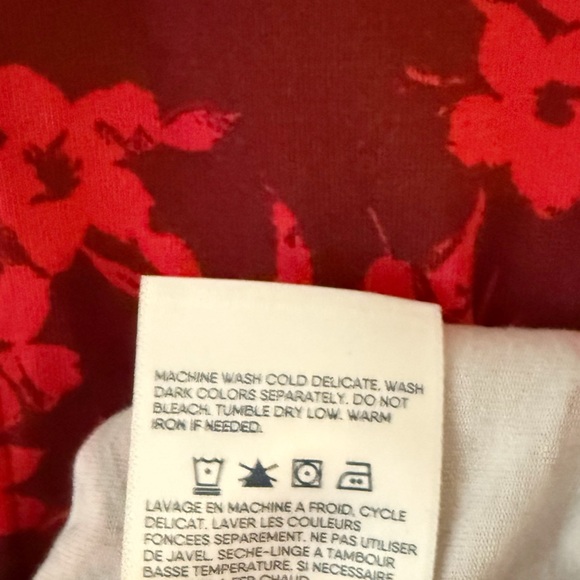 MACHINE WASH COLD DELICATE. WASH
DARK COLORS SEPARATELY. DO NOT
BLEACH. TUMBLE DRY LOW. WARM
IRON IF NEEDED.
LAVAGE EN MACHINE A FROID, CYCLE
DELICAT. LAVER LES COULEURS
FONCEES SEPAREMENT. NE PAS UTILISER
DE JAVEL. SECHE-LINGE A TAMBOUR
BASSE TEMPERATURE. SI NECESSAIRE
FER CHAUD